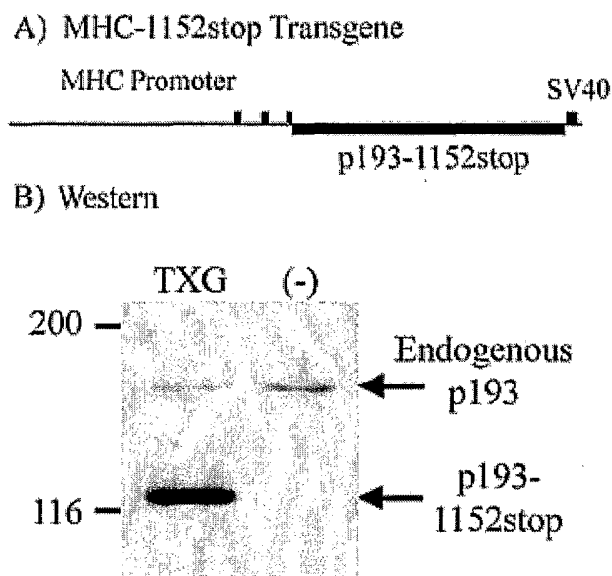 A) MHC-1152stop Transgene
MHC Promoter
SV40
p193-1152stop
B) Western
TXG (-)
200
Endogenous
p193
116
p193-
1152stop